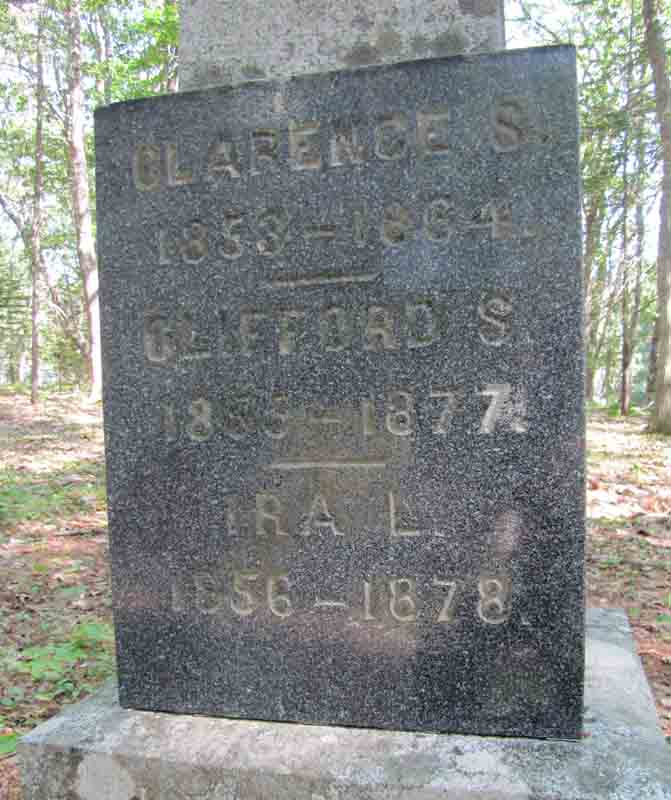 CLARENCE S.
1853–1864.
CLIFFORD S.
1855–1877.
IRA L.
1856–1878.